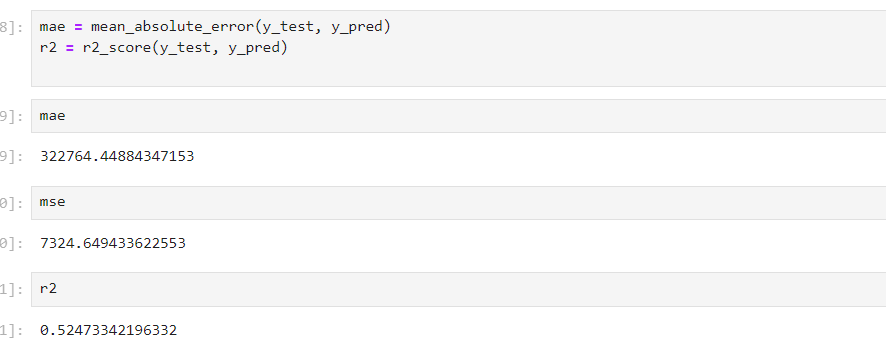 8]: mae = mean_absolute_error(y_test, y_pred)
r2 = r2_score(y_test, y_pred)
9]: mae
9]: 322764.44884347153
0]: mse
0]: 7324.649433622553
1]: r2
1]: 0.52473342196332